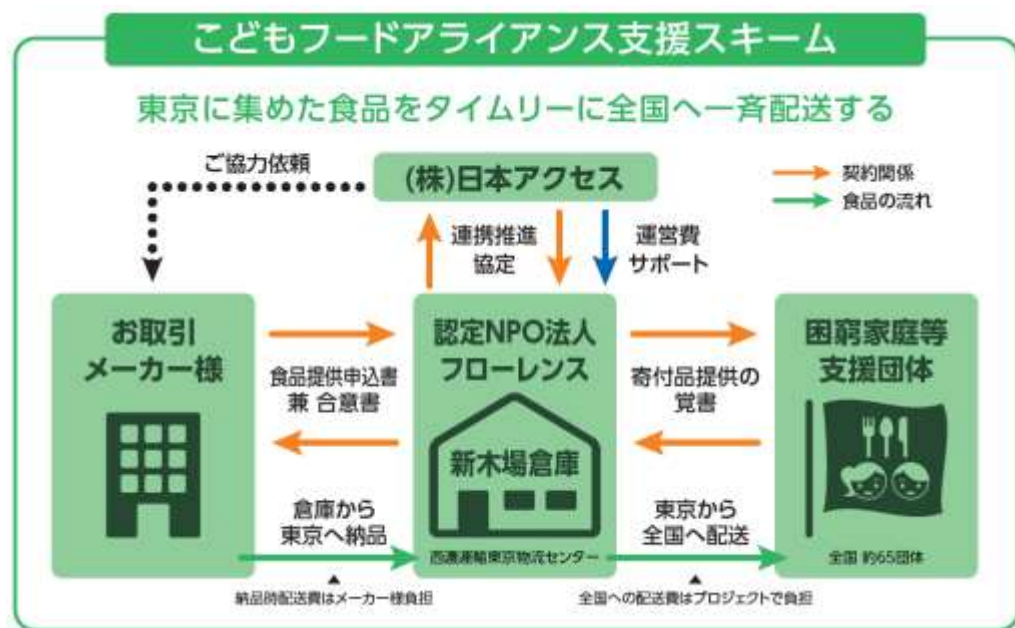 こどもフードアライアンス支援スキーム
東京に集めた食品をタイムリーに全国へ一斉配送する
ご協力依頼
(株)日本アクセス
契約関係
食品の流れ
連携推進
協定
運営費
サポート
お取引
メーカー様
食品提供申込書
兼 合意書
認定NPO法人
フローレンス
新木場倉庫
西濃運輸東京物流センター
寄付品提供の
覚書
困窮家庭等
支援団体
全国 約65団体
倉庫から
東京へ納品
東京から
全国へ配送
納品時配送費はメーカー様負担
全国への配送費はプロジェクトで負担